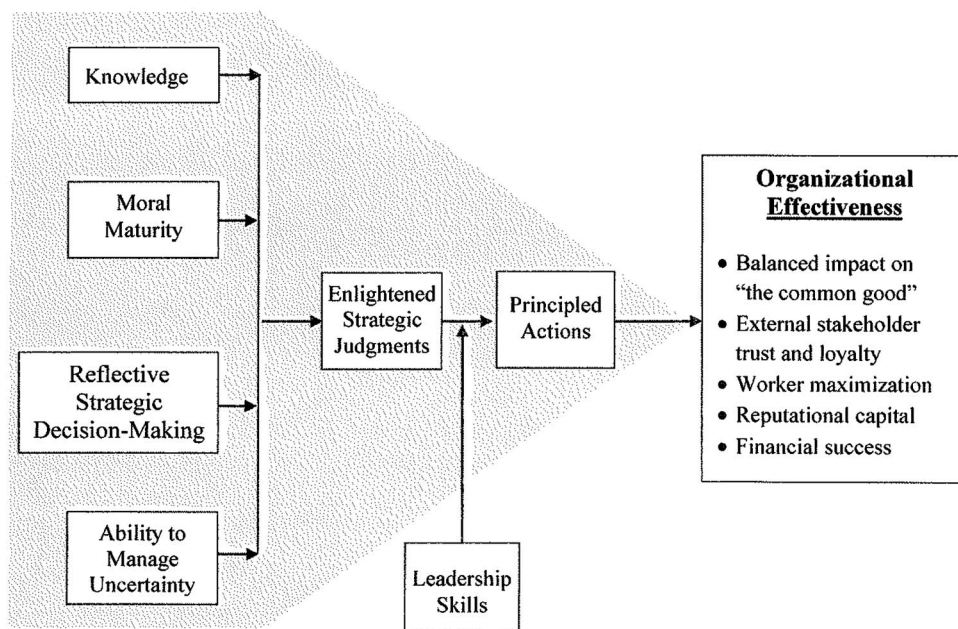 Knowledge
Moral
Maturity
Reflective
Strategic
Decision-Making
Ability to
Manage
Uncertainty
Enlightened
Strategic
Judgments
Leadership
Skills
Principled
Actions
Organizational
Effectiveness
• Balanced impact on
“the common good”
• External stakeholder
trust and loyalty
• Worker maximization
• Reputational capital
• Financial success